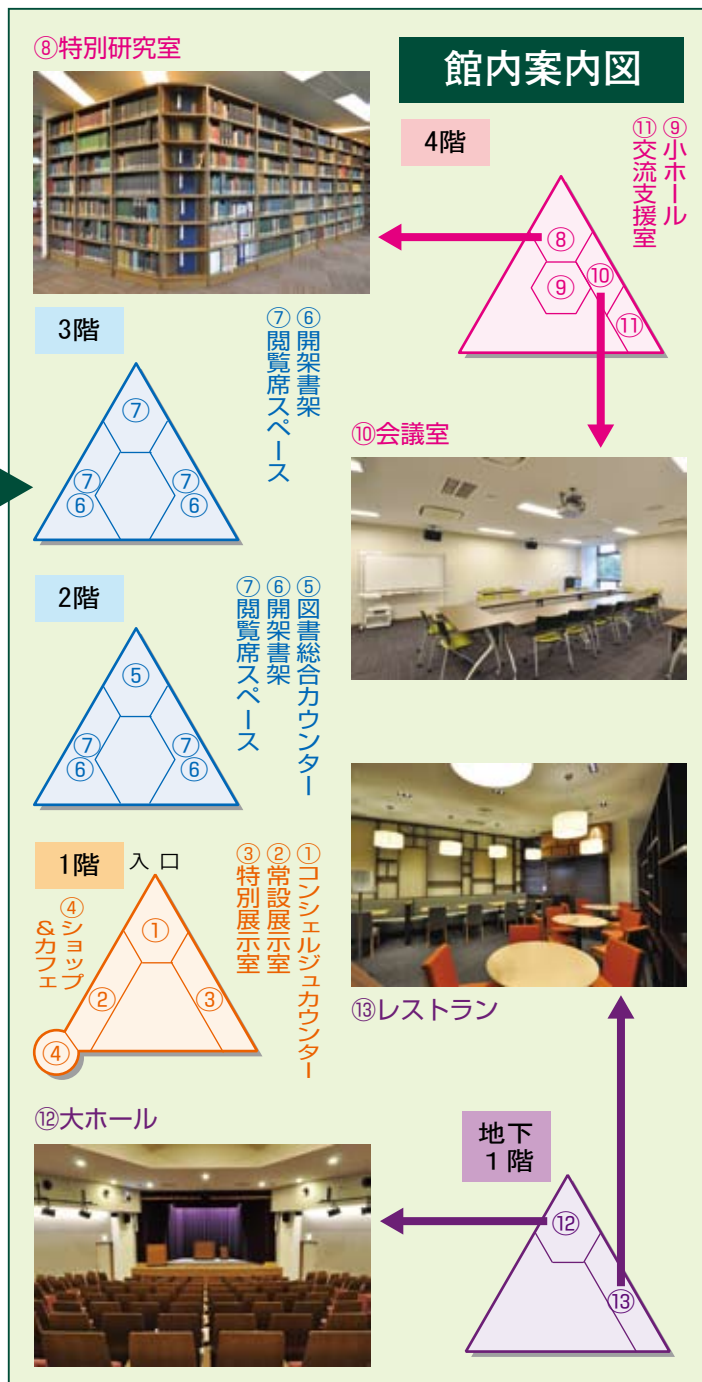 館内案内図
⑧特別研究室
4階
⑨小ホール
⑪交流支援室
⑧
⑨
⑩
⑪
3階
⑥開架書架
⑦閲覧席スペース
⑦
⑦
⑥
⑦
⑥
⑩会議室
2階
⑤図書総合カウンター
⑥開架書架
⑦閲覧席スペース
⑤
⑦
⑥
⑦
⑥
1階
入口
①コンシェルジュカウンター
②常設展示室
③特別展示室
④ショップ
&カフェ
①
②
③
④
⑬レストラン
⑫大ホール
地下
1階
⑫
⑬